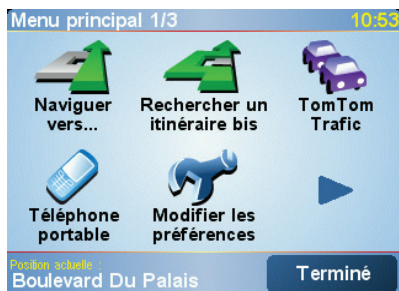 Menu principal 1/3 10:53
Naviguer
vers...
Rechercher un
itinéraire bis
TomTom
Trafic
Téléphone
portable
Modifier les
préférences
Position actuelle :
Boulevard Du Palais
Terminé